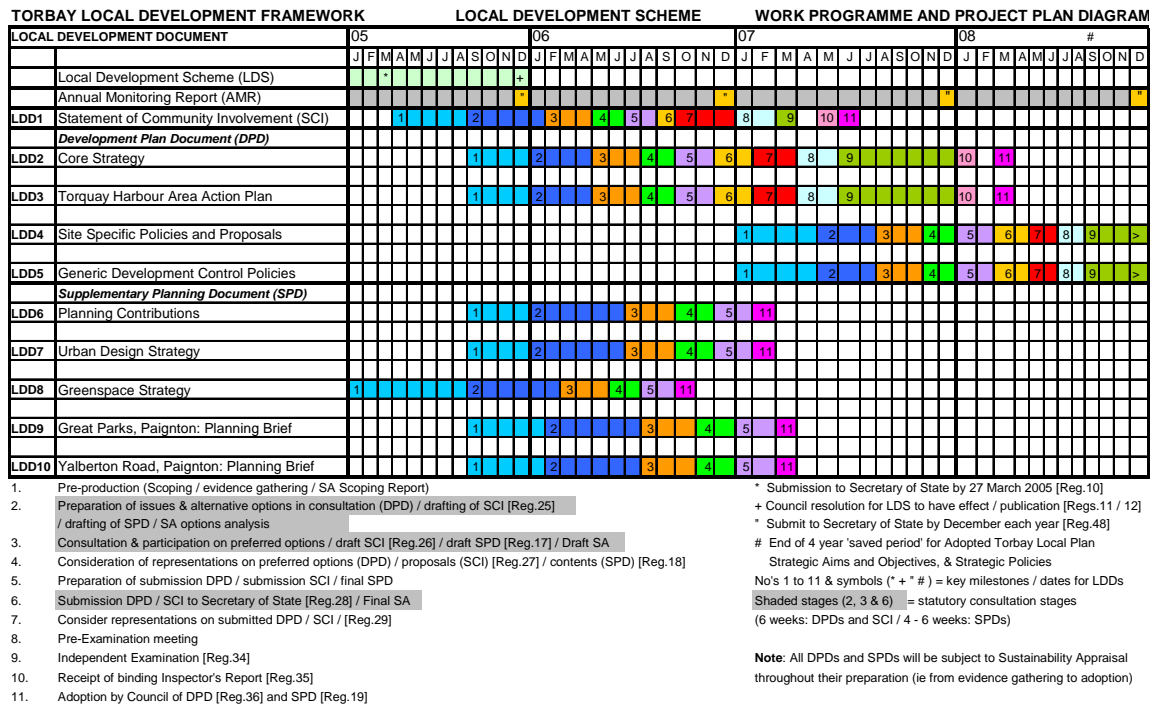 TORBAY LOCAL DEVELOPMENT FRAMEWORK LOCAL DEVELOPMENT SCHEME WORK PROGRAMME AND PROJECT PLAN DIAGRAM
LOCAL DEVELOPMENT DOCUMENT 05 06 07 08 #
J F M A M J J A S O N D J F M A M J J A S O N D J F M A M J J A S O N D J F M A M J J A S O N D
Local Development Scheme (LDS) * +
Annual Monitoring Report (AMR) " " " "
LDD1 Statement of Community Involvement (SCI) 1 2 3 4 5 6 7 8 9 10 11
Development Plan Document (DPD)
LDD2 Core Strategy 1 2 3 4 5 6 7 8 9 10 11
LDD3 Torquay Harbour Area Action Plan 1 2 3 4 5 6 7 8 9 10 11
LDD4 Site Specific Policies and Proposals 1 2 3 4 5 6 7 8 9 >
LDD5 Generic Development Control Policies 1 2 3 4 5 6 7 8 9 >
Supplementary Planning Document (SPD)
LDD6 Planning Contributions 1 2 3 4 5 11
LDD7 Urban Design Strategy 1 2 3 4 5 11
LDD8 Greenspace Strategy 1 2 3 4 5 11
LDD9 Great Parks, Paignton: Planning Brief 1 2 3 4 5 11
LDD10 Yalberton Road, Paignton: Planning Brief 1 2 3 4 5 11
1. Pre-production (Scoping / evidence gathering / SA Scoping Report)
2. Preparation of issues & alternative options in consultation (DPD) / drafting of SCI [Reg.25]
/ drafting of SPD / SA options analysis
3. Consultation & participation on preferred options / draft SCI [Reg.26] / draft SPD [Reg.17] / Draft SA
4. Consideration of representations on preferred options (DPD) / proposals (SCI) [Reg.27] / contents (SPD) [Reg.18]
5. Preparation of submission DPD / submission SCI / final SPD
6. Submission DPD / SCI to Secretary of State [Reg.28] / Final SA
7. Consider representations on submitted DPD / SCI / [Reg.29]
8. Pre-Examination meeting
9. Independent Examination [Reg.34]
10. Receipt of binding Inspector's Report [Reg.35]
11. Adoption by Council of DPD [Reg.36] and SPD [Reg.19]
* Submission to Secretary of State by 27 March 2005 [Reg.10]
+ Council resolution for LDS to have effect / publication [Regs.11 / 12]
" Submit to Secretary of State by December each year [Reg.48]
# End of 4 year 'saved period' for Adopted Torbay Local Plan
Strategic Aims and Objectives, & Strategic Policies
No's 1 to 11 & symbols (* + " # ) = key milestones / dates for LDDs
Shaded stages (2, 3 & 6) = statutory consultation stages
(6 weeks: DPDs and SCI / 4 - 6 weeks: SPDs)
Note: All DPDs and SPDs will be subject to Sustainability Appraisal
throughout their preparation (ie from evidence gathering to adoption)